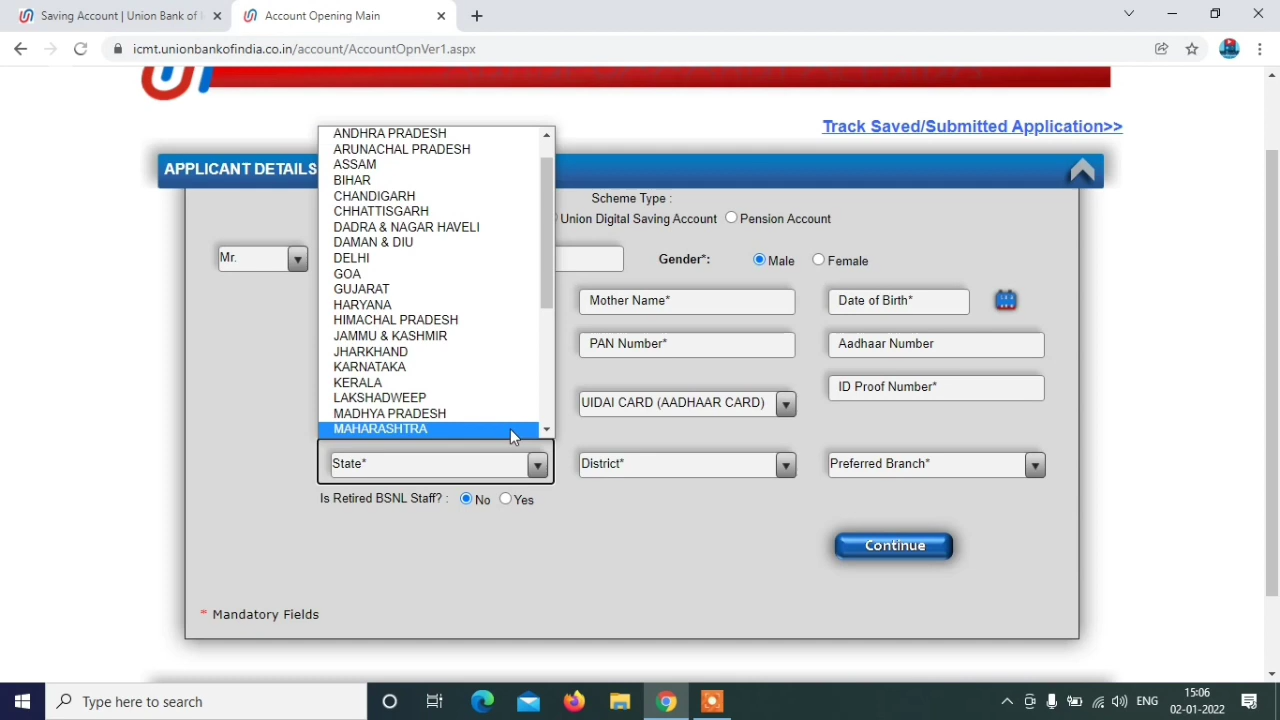 Saving Account | Union Bank of
Account Opening Main
icmt.unionbankofindia.co.in/account/AccountOpnVer1.aspx
Track Saved/Submitted Application>>
APPLICANT DETAILS
Scheme Type :
Union Digital Saving Account Pension Account
Mr.
Gender*: Male Female
Mother Name* Date of Birth*
PAN Number* Aadhaar Number
UIDAI CARD (AADHAAR CARD) ID Proof Number*
ANDHRA PRADESH
ARUNACHAL PRADESH
ASSAM
BIHAR
CHANDIGARH
CHHATTISGARH
DADRA & NAGAR HAVELI
DAMAN & DIU
DELHI
GOA
GUJARAT
HARYANA
HIMACHAL PRADESH
JAMMU & KASHMIR
JHARKHAND
KARNATAKA
KERALA
LAKSHADWEEP
MADHYA PRADESH
MAHARASHTRA
State* District* Preferred Branch*
Is Retired BSNL Staff? : No Yes
Continue
* Mandatory Fields
Type here to search
ENG
15:06
02-01-2022